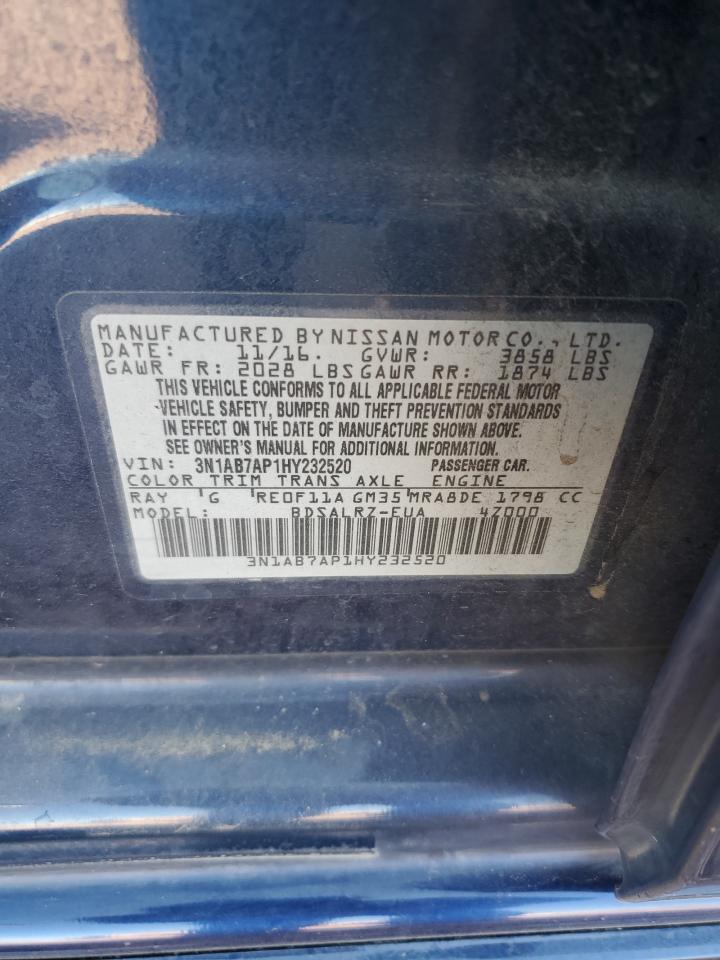 MANUFACTURED BY NISSAN MOTOR CO., LTD.
DATE: 11/16. GVWR: 3858 LBS
GAWR FR: 2028 LBS GAWR RR: 1874 LBS
THIS VEHICLE CONFORMS TO ALL APPLICABLE FEDERAL MOTOR
VEHICLE SAFETY, BUMPER AND THEFT PREVENTION STANDARDS
IN EFFECT ON THE DATE OF MANUFACTURE SHOWN ABOVE.
SEE OWNER'S MANUAL FOR ADDITIONAL INFORMATION.
VIN: 3N1AB7AP1HY232520 PASSENGER CAR.
COLOR TRIM TRANS AXLE ENGINE
RAY G RE0F11A GM35 MRA8DE 1798 CC
MODEL: BDSALRZ-EUA 4Z000
3N1AB7AP1HY232520